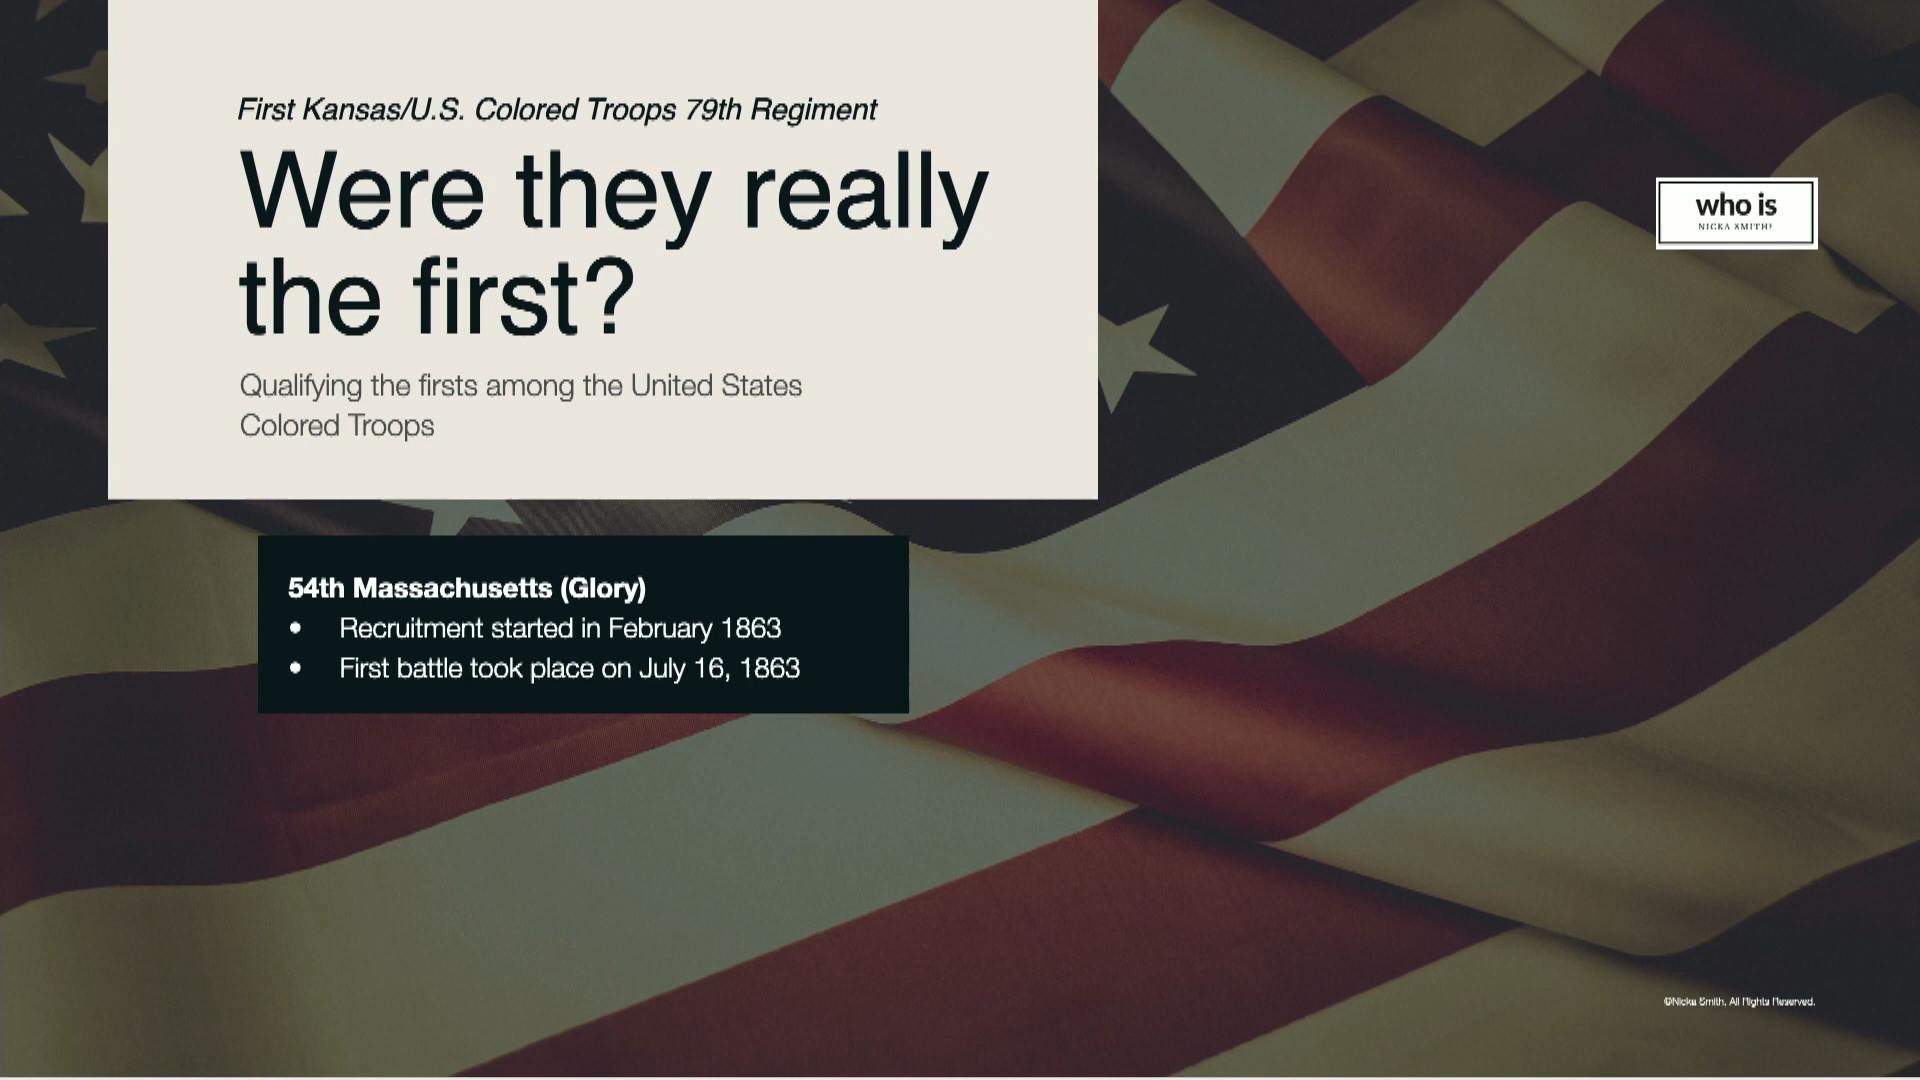 First Kansas/U.S. Colored Troops 79th Regiment
Were they really
the first?
Qualifying the firsts among the United States
Colored Troops
who is
NICKA SMITH?
54th Massachusetts (Glory)
• Recruitment started in February 1863
• First battle took place on July 16, 1863
©Nicka Smith, All Rights Reserved.